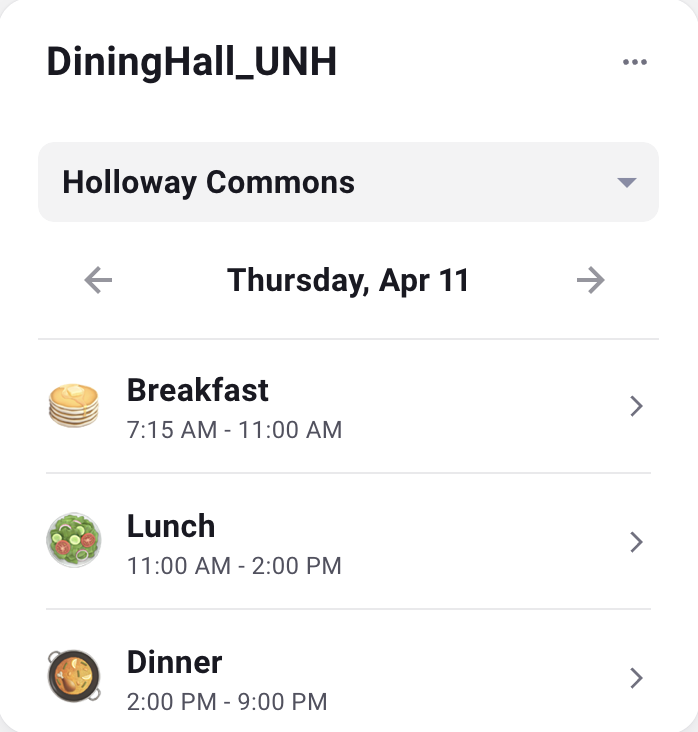 DiningHall_UNH
Holloway Commons
Thursday, Apr 11
Breakfast
7:15 AM - 11:00 AM
Lunch
11:00 AM - 2:00 PM
Dinner
2:00 PM - 9:00 PM